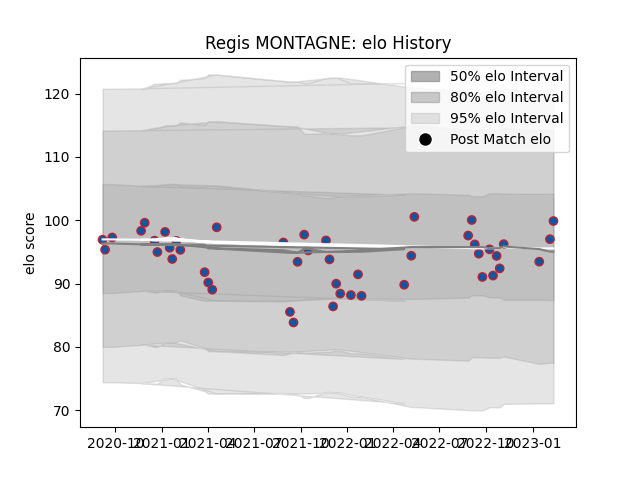 Regis MONTAGNE: elo History
50% elo Interval
80% elo Interval
95% elo Interval
Post Match elo
elo score
120
110
100
90
80
70
2020-10 2021-01 2021-04 2021-07 2021-10 2022-01 2022-04 2022-07 2022-10 2023-01